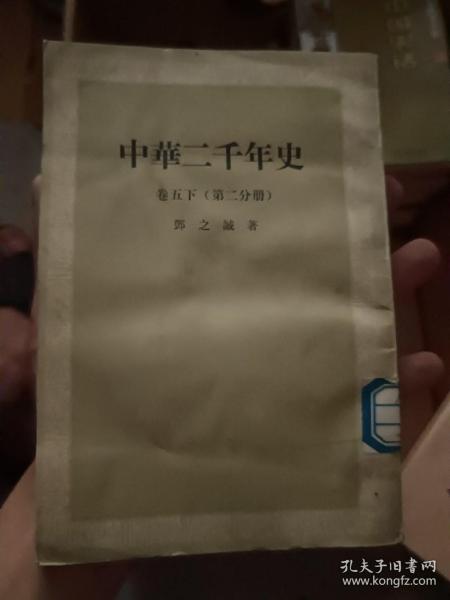 中華二千年史
卷五下（第二分册）
鄧之誠著
孔夫子旧书网
www.kongfz.com